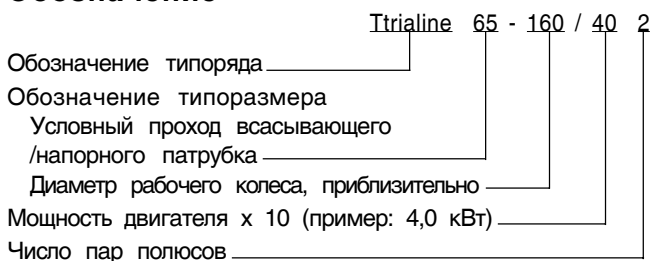 Ttrialine 65 - 160 / 40 2
Обозначение типоряда
Обозначение типоразмера
Условный проход всасывающего
/напорного патрубка
Диаметр рабочего колеса, приблизительно
Мощность двигателя x 10 (пример: 4,0 кВт)
Число пар полюсов